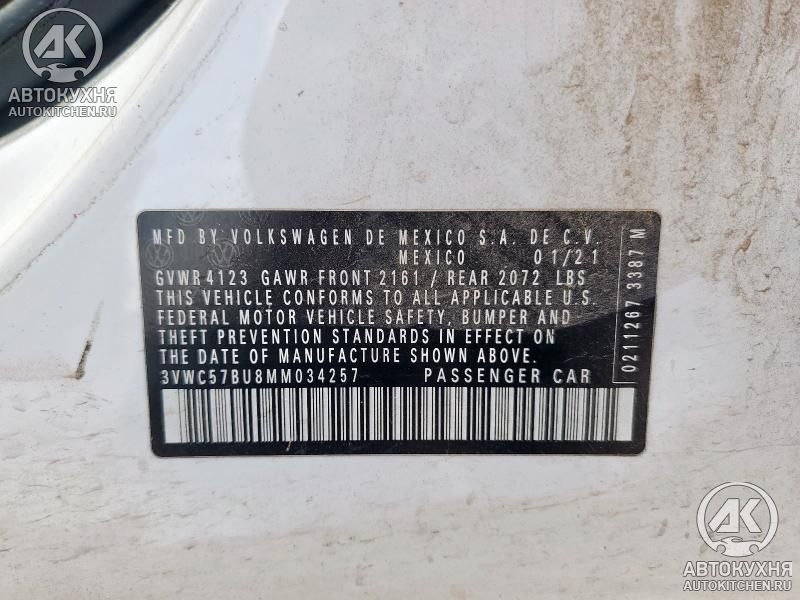 AK
АВТОКУХНЯ
AUTOKITCHEN.RU
MFD BY VOLKSWAGEN DE MEXICO S.A. DE C.V.
MEXICO 01/21
GVWR 4123 GAWR FRONT 2161 / REAR 2072 LBS
THIS VEHICLE CONFORMS TO ALL APPLICABLE U.S.
FEDERAL MOTOR VEHICLE SAFETY, BUMPER AND
THEFT PREVENTION STANDARDS IN EFFECT ON
THE DATE OF MANUFACTURE SHOWN ABOVE.
3VWC57BU8MM034257 PASSENGER CAR
0211267 3387 M
AK
АВТОКУХНЯ
AUTOKITCHEN.RU